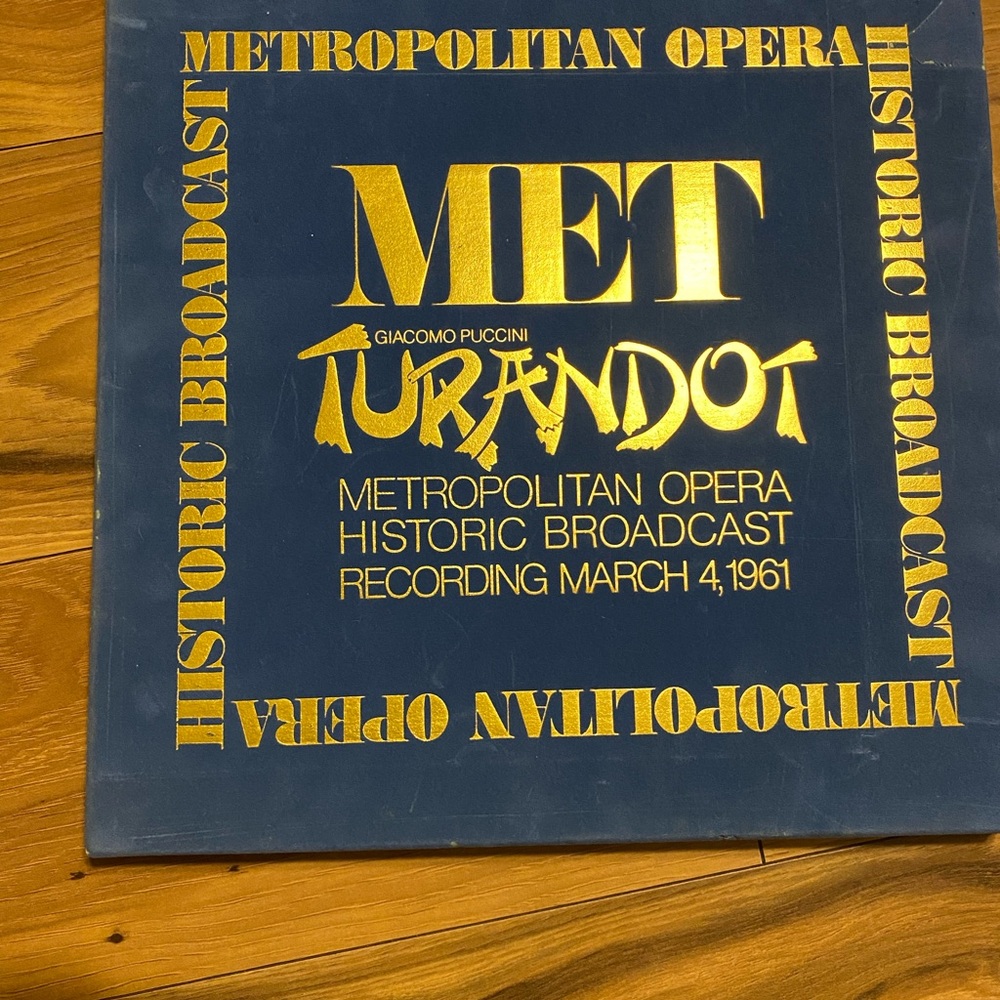 METROPOLITAN OPERA
HISTORIC BROADCAST
METROPOLITAN OPERA
HISTORIC BROADCAST
MET
GIACOMO PUCCINI
TURANDOT
METROPOLITAN OPERA
HISTORIC BROADCAST
RECORDING MARCH 4, 1961